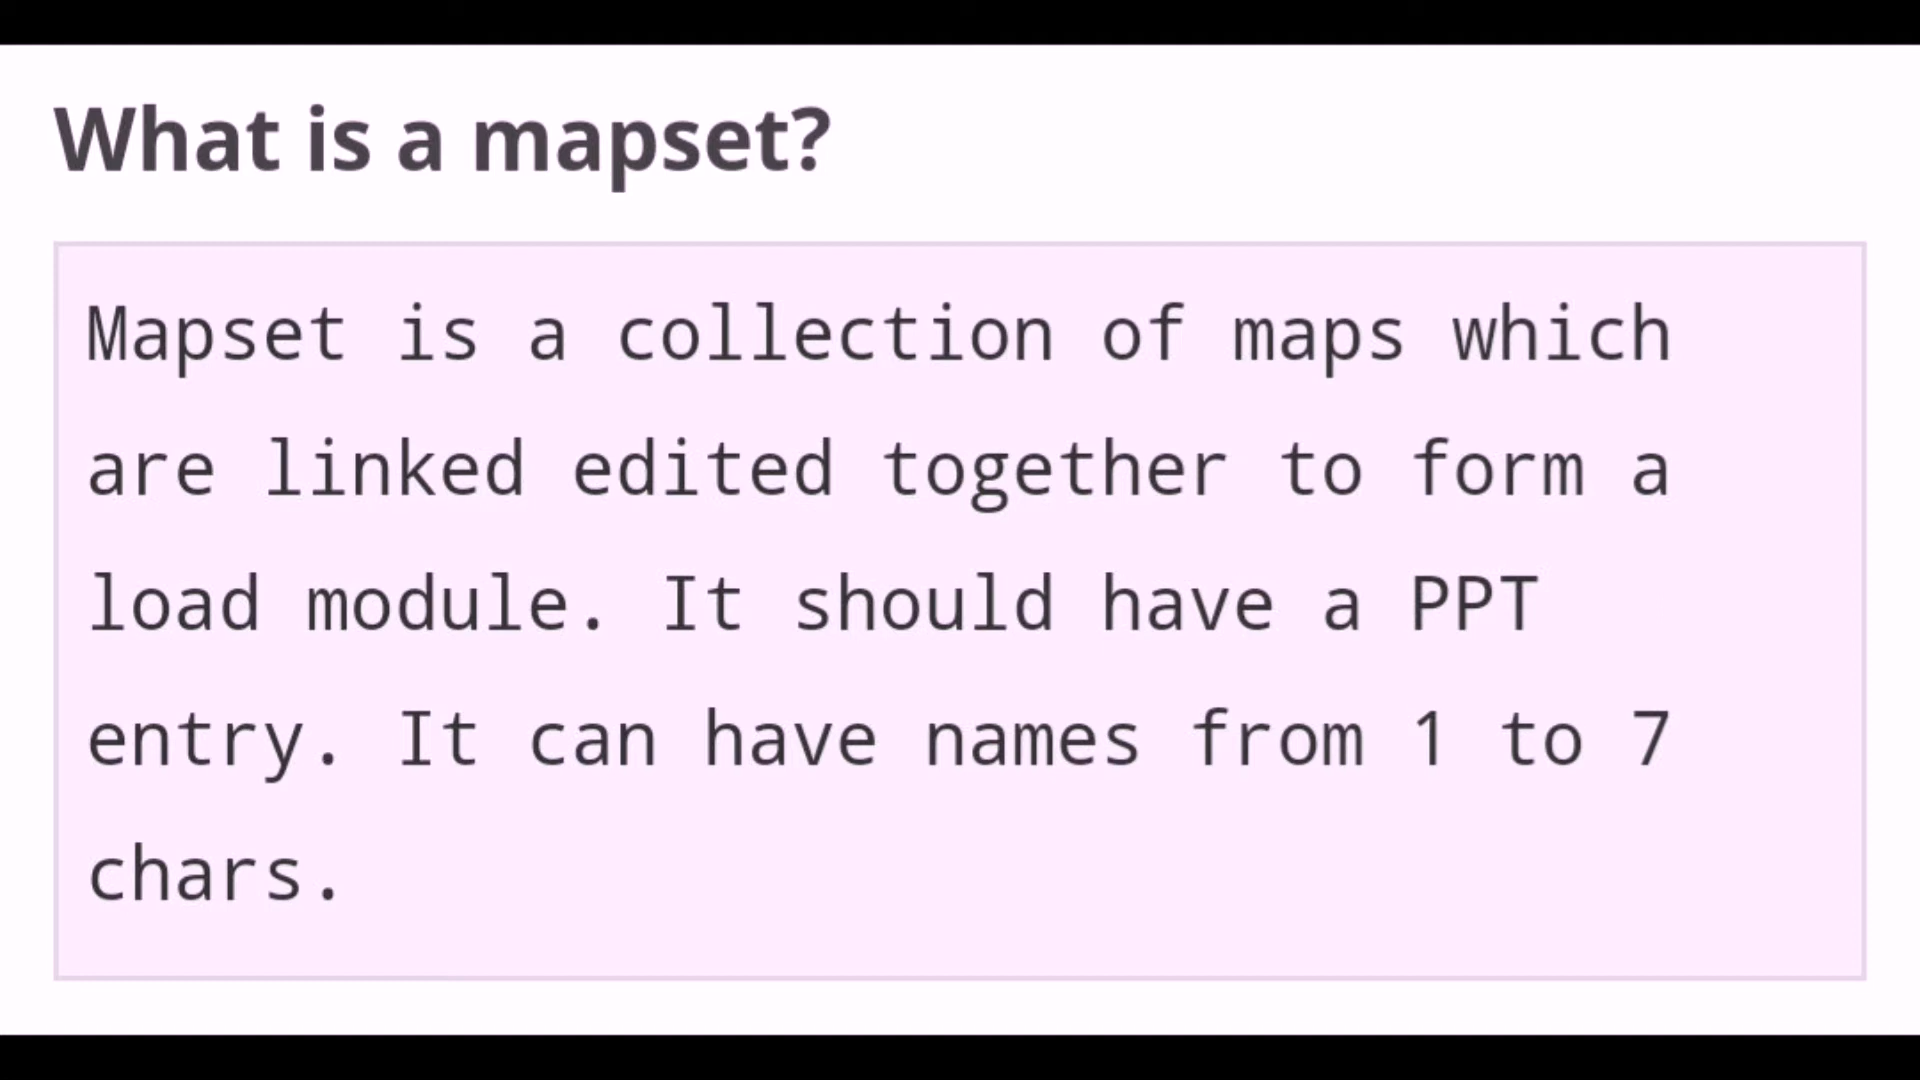 What is a mapset?
Mapset is a collection of maps which
are linked edited together to form a
load module. It should have a PPT
entry. It can have names from 1 to 7
chars.